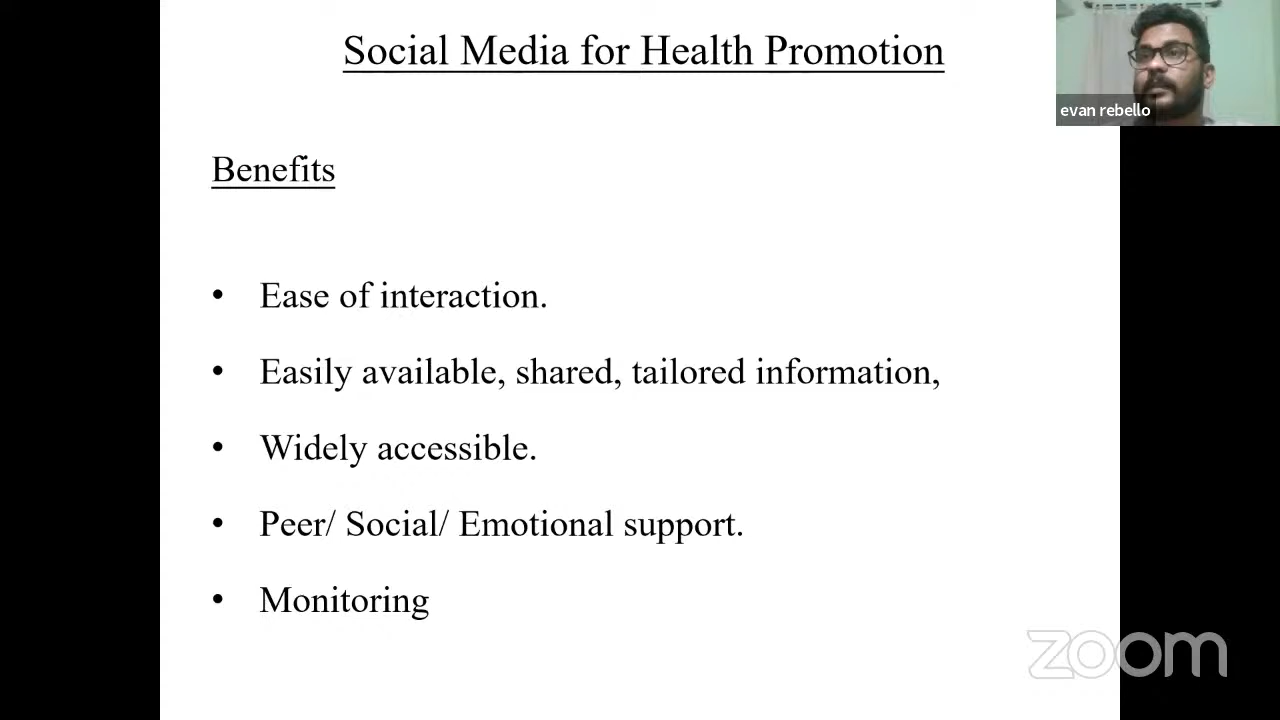 Social Media for Health Promotion
evan rebello
Benefits
• Ease of interaction.
• Easily available, shared, tailored information,
• Widely accessible.
• Peer/ Social/ Emotional support.
• Monitoring
zoom